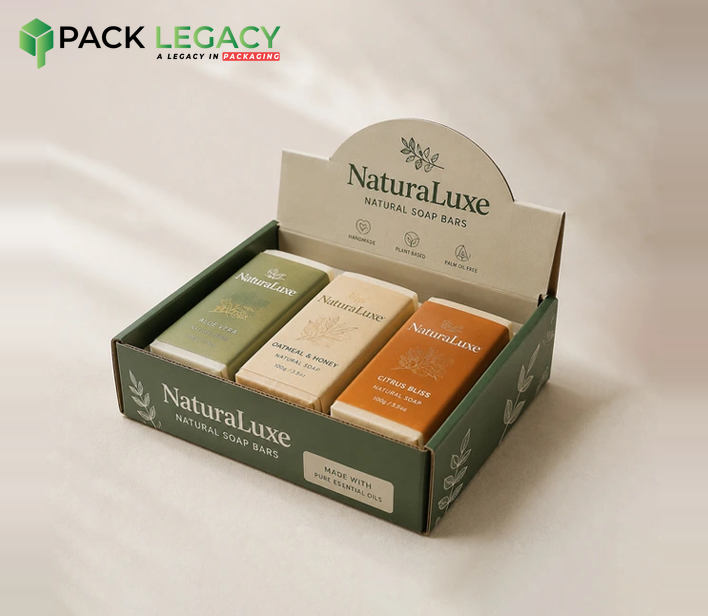 PACK LEGACY
A LEGACY IN PACKAGING
NaturaLuxe
NATURAL SOAP BARS
HANDMADE
PLANT BASED
PALM OIL FREE
NaturaLuxe
ALOE VERA
NaturaLuxe
OATMEAL & HONEY
NATURAL SOAP
100g / 3.5oz
NaturaLuxe
CITRUS BLISS
NATURAL SOAP
100g / 3.5oz
NaturaLuxe
NATURAL SOAP BARS
MADE WITH
PURE ESSENTIAL OILS